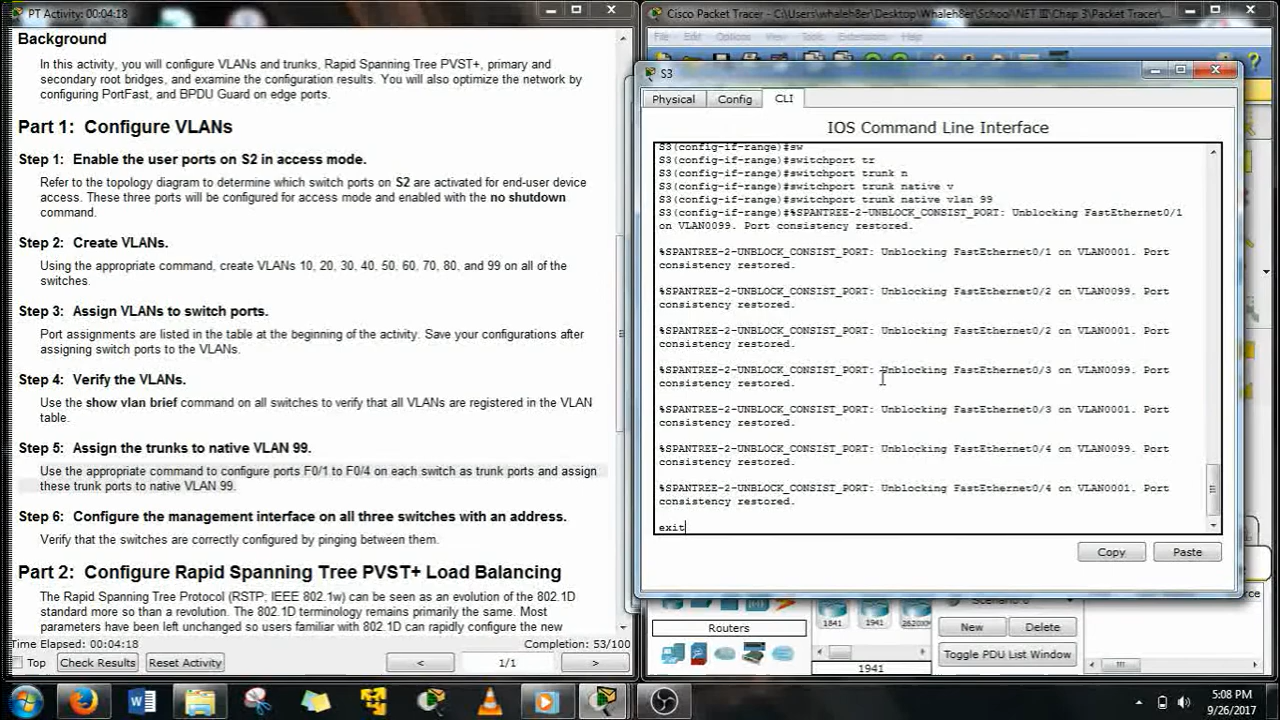 PT Activity: 00:04:18
Background
In this activity, you will configure VLANs and trunks, Rapid Spanning Tree PVST+, primary and
secondary root bridges, and examine the configuration results. You will also optimize the network by
configuring PortFast, and BPDU Guard on edge ports.
Part 1: Configure VLANs
Step 1: Enable the user ports on S2 in access mode.
Refer to the topology diagram to determine which switch ports on S2 are activated for end-user device
access. These three ports will be configured for access mode and enabled with the no shutdown
command.
Step 2: Create VLANs.
Using the appropriate command, create VLANs 10, 20, 30, 40, 50, 60, 70, 80, and 99 on all of the
switches.
Step 3: Assign VLANs to switch ports.
Port assignments are listed in the table at the beginning of the activity. Save your configurations after
assigning switch ports to the VLANs.
Step 4: Verify the VLANs.
Use the show vlan brief command on all switches to verify that all VLANs are registered in the VLAN
table.
Step 5: Assign the trunks to native VLAN 99.
Use the appropriate command to configure ports F0/1 to F0/4 on each switch as trunk ports and assign
these trunk ports to native VLAN 99.
Step 6: Configure the management interface on all three switches with an address.
Verify that the switches are correctly configured by pinging between them.
Part 2: Configure Rapid Spanning Tree PVST+ Load Balancing
The Rapid Spanning Tree Protocol (RSTP; IEEE 802.1w) can be seen as an evolution of the 802.1D
standard more so than a revolution. The 802.1D terminology remains primarily the same. Most
parameters have been left unchanged so users familiar with 802.1D can rapidly configure the new
Time Elapsed: 00:04:18
Completion: 53/100
Top
Check Results
Reset Activity
<
1/1
>
Cisco Packet Tracer - C:\Users\whaleh8er\Desktop\Whaleh8er\School\NET III\Chap 3\Packet Tracer\...
File Edit Options View Tools Extensions Help
S3
Physical
Config
CLI
IOS Command Line Interface
S3(config-if-range)#sw
S3(config-if-range)#switchport tr
S3(config-if-range)#switchport trunk n
S3(config-if-range)#switchport trunk native v
S3(config-if-range)#switchport trunk native vlan 99
S3(config-if-range)#%SPANTREE-2-UNBLOCK_CONSIST_PORT: Unblocking FastEthernet0/1
on VLAN0099. Port consistency restored.
%SPANTREE-2-UNBLOCK_CONSIST_PORT: Unblocking FastEthernet0/1 on VLAN0001. Port
consistency restored.
%SPANTREE-2-UNBLOCK_CONSIST_PORT: Unblocking FastEthernet0/2 on VLAN0099. Port
consistency restored.
%SPANTREE-2-UNBLOCK_CONSIST_PORT: Unblocking FastEthernet0/2 on VLAN0001. Port
consistency restored.
%SPANTREE-2-UNBLOCK_CONSIST_PORT: Unblocking FastEthernet0/3 on VLAN0099. Port
consistency restored.
%SPANTREE-2-UNBLOCK_CONSIST_PORT: Unblocking FastEthernet0/3 on VLAN0001. Port
consistency restored.
%SPANTREE-2-UNBLOCK_CONSIST_PORT: Unblocking FastEthernet0/4 on VLAN0099. Port
consistency restored.
%SPANTREE-2-UNBLOCK_CONSIST_PORT: Unblocking FastEthernet0/4 on VLAN0001. Port
consistency restored.
exit
Copy
Paste
Routers
1841
1941
2620XM
1941
New
Delete
Toggle PDU List Window
5:08 PM
9/26/2017